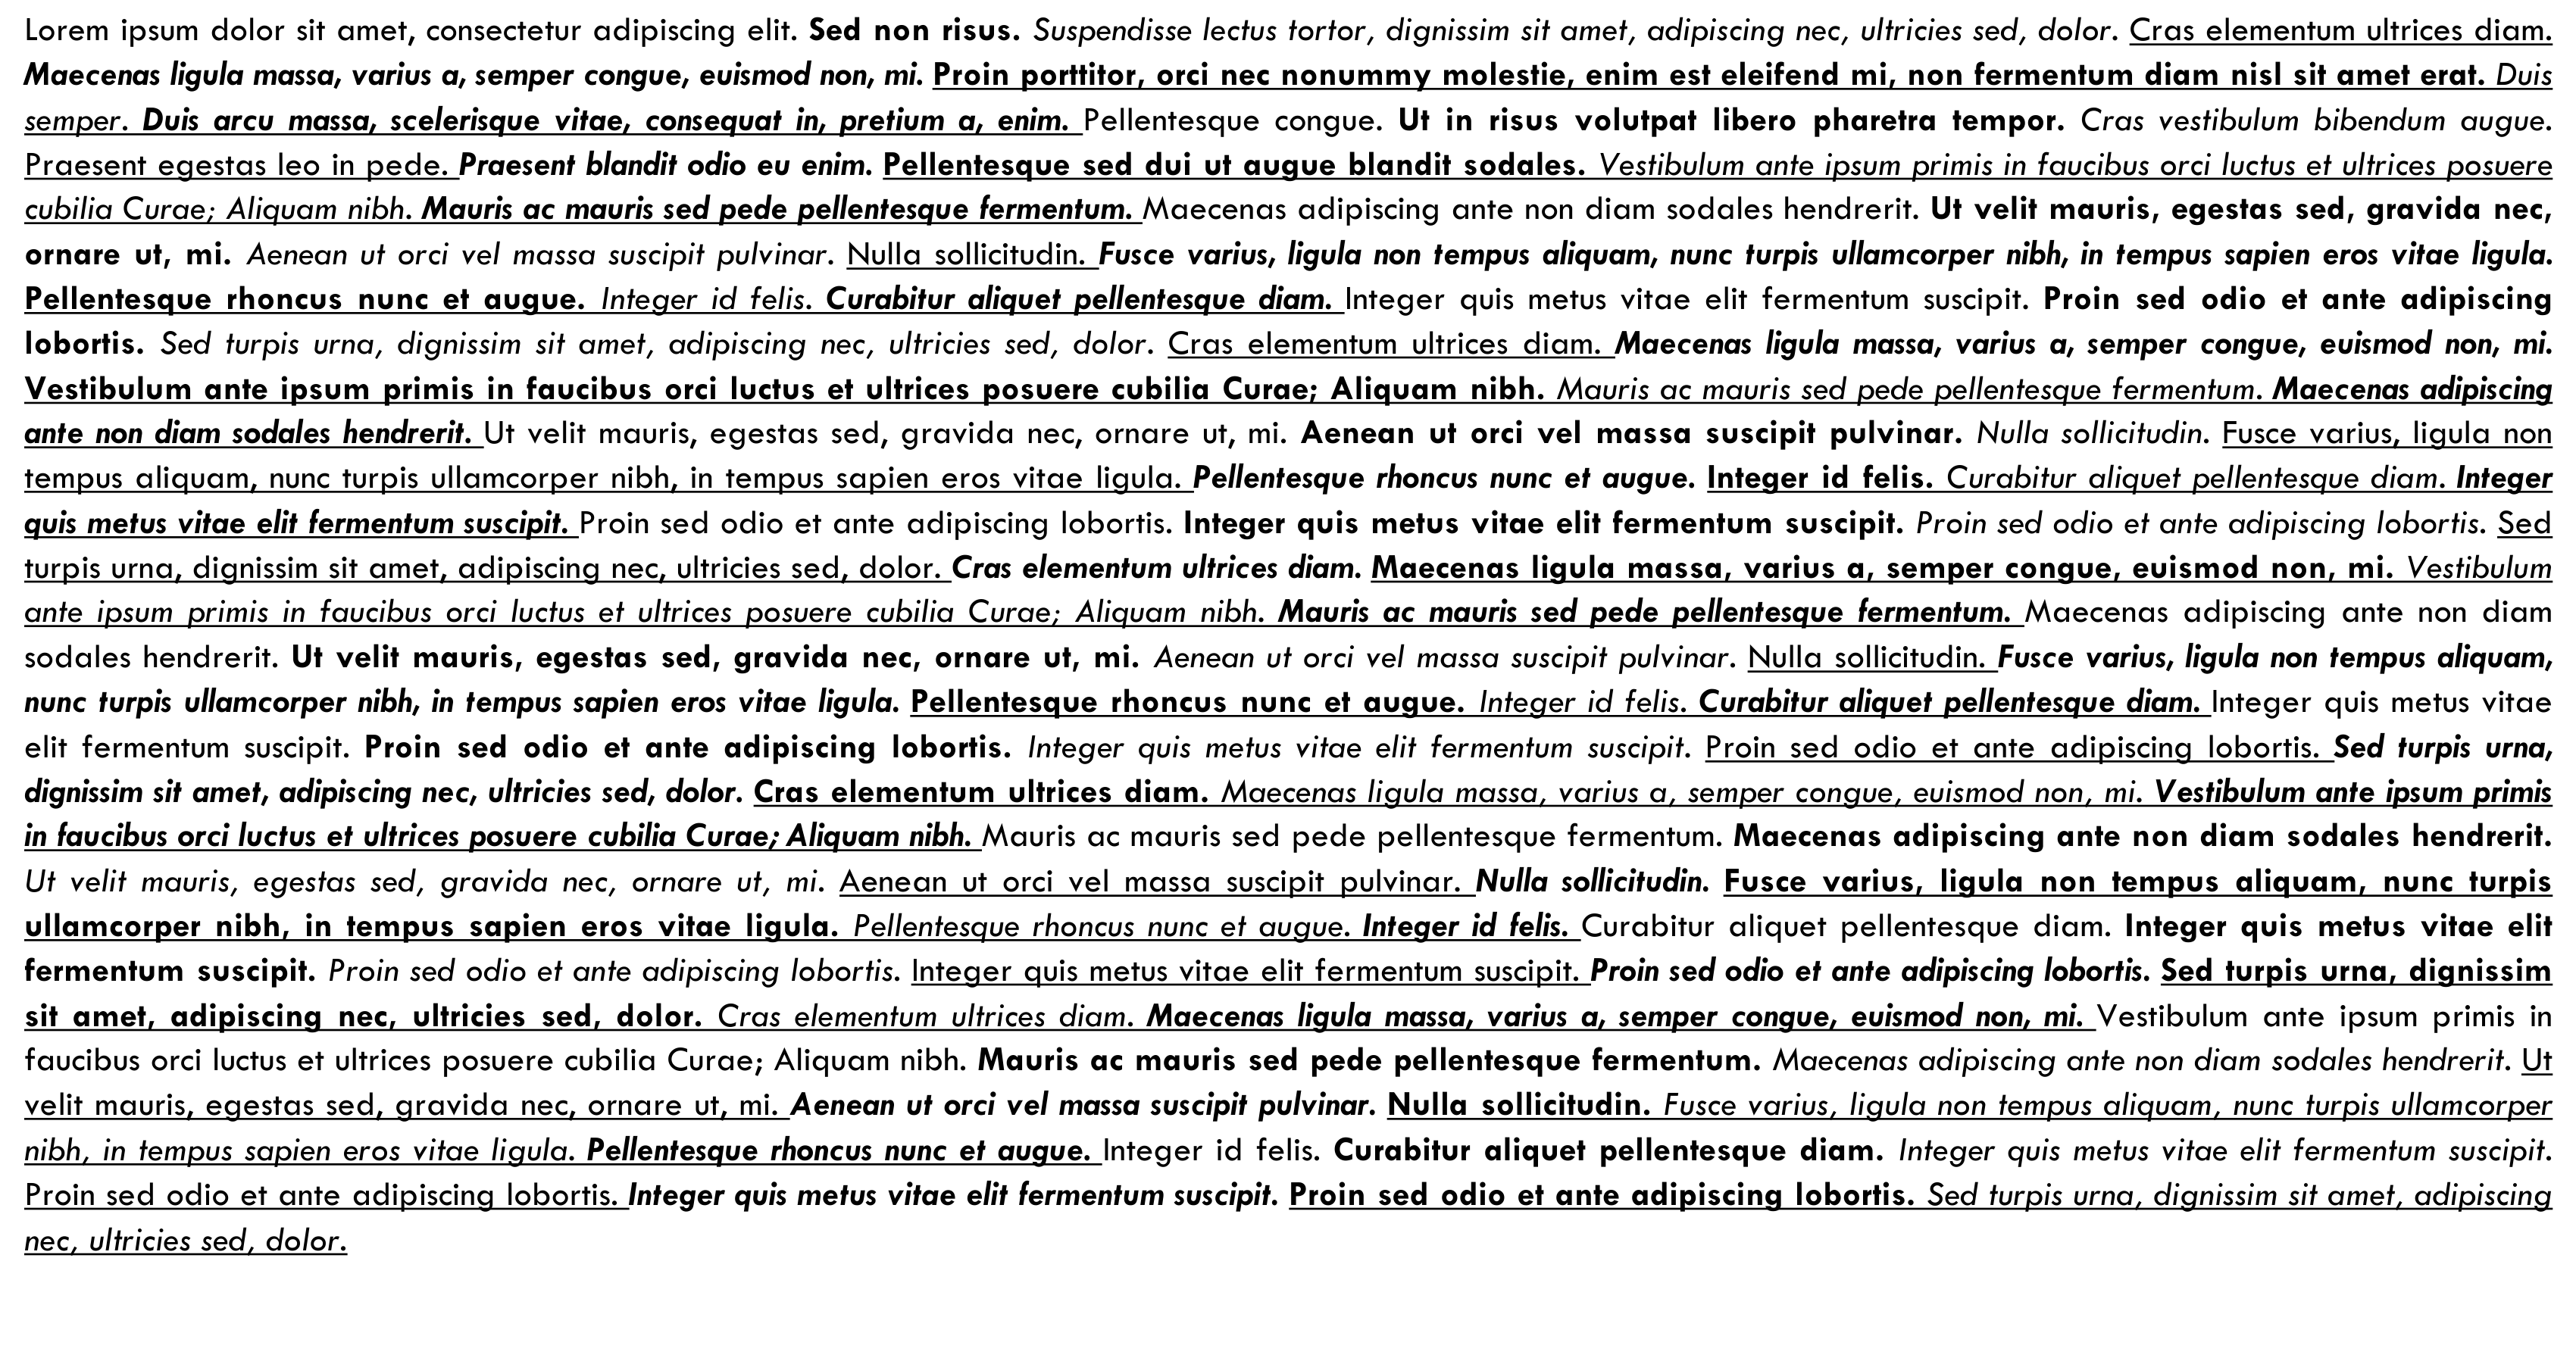 Lorem ipsum dolor sit amet, consectetur adipiscing elit. Sed non risus. Suspendisse lectus tortor, dignissim sit amet, adipiscing nec, ultricies sed, dolor. Cras elementum ultrices diam.
Maecenas ligula massa, varius a, semper congue, euismod non, mi. Proin porttitor, orci nec nonummy molestie, enim est eleifend mi, non fermentum diam nisl sit amet erat. Duis
semper. Duis arcu massa, scelerisque vitae, consequat in, pretium a, enim. Pellentesque congue. Ut in risus volutpat libero pharetra tempor. Cras vestibulum bibendum augue.
Praesent egestas leo in pede. Praesent blandit odio eu enim. Pellentesque sed dui ut augue blandit sodales. Vestibulum ante ipsum primis in faucibus orci luctus et ultrices posuere
cubilia Curae; Aliquam nibh. Mauris ac mauris sed pede pellentesque fermentum. Maecenas adipiscing ante non diam sodales hendrerit. Ut velit mauris, egestas sed, gravida nec,
ornare ut, mi. Aenean ut orci vel massa suscipit pulvinar. Nulla sollicitudin. Fusce varius, ligula non tempus aliquam, nunc turpis ullamcorper nibh, in tempus sapien eros vitae ligula.
Pellentesque rhoncus nunc et augue. Integer id felis. Curabitur aliquet pellentesque diam. Integer quis metus vitae elit fermentum suscipit. Proin sed odio et ante adipiscing
lobortis. Sed turpis urna, dignissim sit amet, adipiscing nec, ultricies sed, dolor. Cras elementum ultrices diam. Maecenas ligula massa, varius a, semper congue, euismod non, mi.
Vestibulum ante ipsum primis in faucibus orci luctus et ultrices posuere cubilia Curae; Aliquam nibh. Mauris ac mauris sed pede pellentesque fermentum. Maecenas adipiscing
ante non diam sodales hendrerit. Ut velit mauris, egestas sed, gravida nec, ornare ut, mi. Aenean ut orci vel massa suscipit pulvinar. Nulla sollicitudin. Fusce varius, ligula non
tempus aliquam, nunc turpis ullamcorper nibh, in tempus sapien eros vitae ligula. Pellentesque rhoncus nunc et augue. Integer id felis. Curabitur aliquet pellentesque diam. Integer
quis metus vitae elit fermentum suscipit. Proin sed odio et ante adipiscing lobortis. Integer quis metus vitae elit fermentum suscipit. Proin sed odio et ante adipiscing lobortis. Sed
turpis urna, dignissim sit amet, adipiscing nec, ultricies sed, dolor. Cras elementum ultrices diam. Maecenas ligula massa, varius a, semper congue, euismod non, mi. Vestibulum
ante ipsum primis in faucibus orci luctus et ultrices posuere cubilia Curae; Aliquam nibh. Mauris ac mauris sed pede pellentesque fermentum. Maecenas adipiscing ante non diam
sodales hendrerit. Ut velit mauris, egestas sed, gravida nec, ornare ut, mi. Aenean ut orci vel massa suscipit pulvinar. Nulla sollicitudin. Fusce varius, ligula non tempus aliquam,
nunc turpis ullamcorper nibh, in tempus sapien eros vitae ligula. Pellentesque rhoncus nunc et augue. Integer id felis. Curabitur aliquet pellentesque diam. Integer quis metus vitae
elit fermentum suscipit. Proin sed odio et ante adipiscing lobortis. Integer quis metus vitae elit fermentum suscipit. Proin sed odio et ante adipiscing lobortis. Sed turpis urna,
dignissim sit amet, adipiscing nec, ultricies sed, dolor. Cras elementum ultrices diam. Maecenas ligula massa, varius a, semper congue, euismod non, mi. Vestibulum ante ipsum primis
in faucibus orci luctus et ultrices posuere cubilia Curae; Aliquam nibh. Mauris ac mauris sed pede pellentesque fermentum. Maecenas adipiscing ante non diam sodales hendrerit.
Ut velit mauris, egestas sed, gravida nec, ornare ut, mi. Aenean ut orci vel massa suscipit pulvinar. Nulla sollicitudin. Fusce varius, ligula non tempus aliquam, nunc turpis
ullamcorper nibh, in tempus sapien eros vitae ligula. Pellentesque rhoncus nunc et augue. Integer id felis. Curabitur aliquet pellentesque diam. Integer quis metus vitae elit
fermentum suscipit. Proin sed odio et ante adipiscing lobortis. Integer quis metus vitae elit fermentum suscipit. Proin sed odio et ante adipiscing lobortis. Sed turpis urna, dignissim
sit amet, adipiscing nec, ultricies sed, dolor. Cras elementum ultrices diam. Maecenas ligula massa, varius a, semper congue, euismod non, mi. Vestibulum ante ipsum primis in
faucibus orci luctus et ultrices posuere cubilia Curae; Aliquam nibh. Mauris ac mauris sed pede pellentesque fermentum. Maecenas adipiscing ante non diam sodales hendrerit. Ut
velit mauris, egestas sed, gravida nec, ornare ut, mi. Aenean ut orci vel massa suscipit pulvinar. Nulla sollicitudin. Fusce varius, ligula non tempus aliquam, nunc turpis ullamcorper
nibh, in tempus sapien eros vitae ligula. Pellentesque rhoncus nunc et augue. Integer id felis. Curabitur aliquet pellentesque diam. Integer quis metus vitae elit fermentum suscipit.
Proin sed odio et ante adipiscing lobortis. Integer quis metus vitae elit fermentum suscipit. Proin sed odio et ante adipiscing lobortis. Sed turpis urna, dignissim sit amet, adipiscing
nec, ultricies sed, dolor.